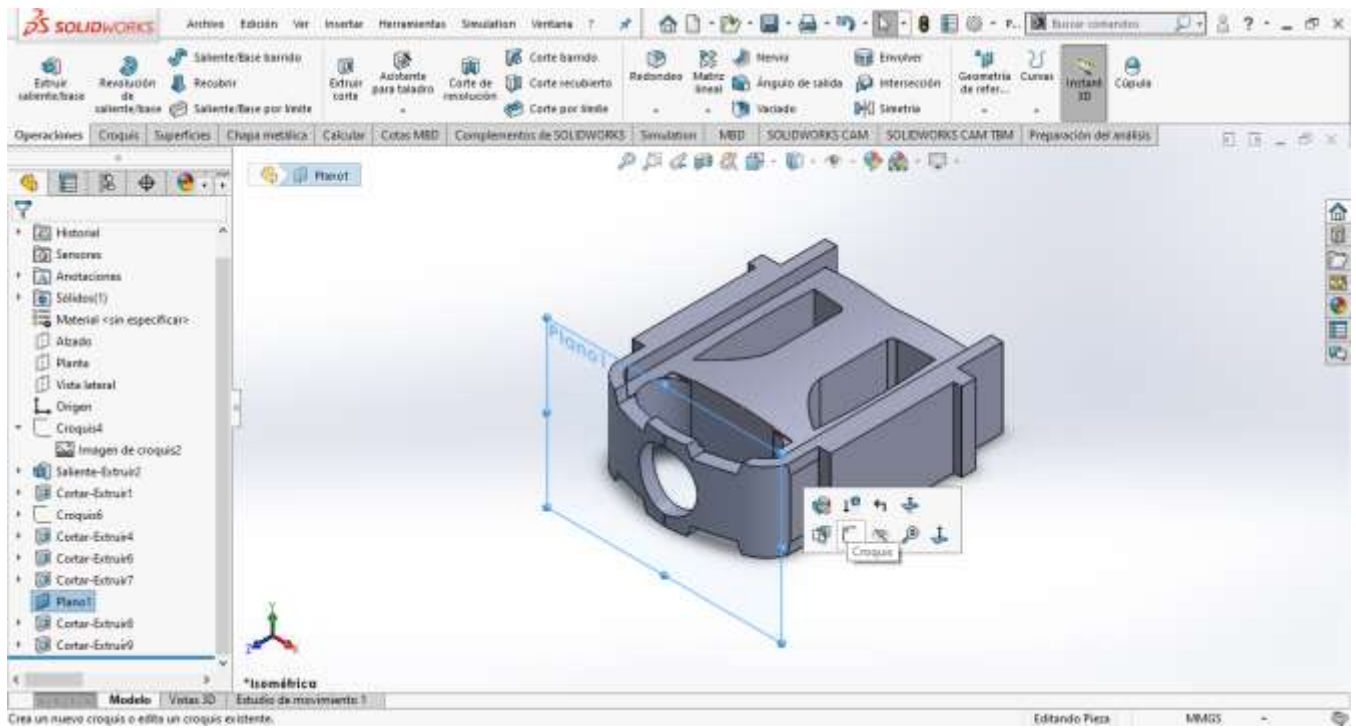 SOLIDWORKS
Archivo Edición Ver Insertar Herramientas Simulation Ventana ?
P...
Buscar comandos
Extruir saliente/base
Revolución de saliente/base
Saliente/Base barrido
Recubrir
Saliente/Base por límite
Extruir corte
Asistente para taladro
Corte de revolución
Corte barrido
Corte recubierto
Corte por límite
Redondeo
Matriz lineal
Nervio
Ángulo de salida
Vaciado
Envolver
Intersección
Simetría
Geometría de refer...
Curvas
Instant 3D
Cúpula
Operaciones Croquis Superficies Chapa metálica Calcular Cotas MBD Complementos de SOLIDWORKS Simulation MBD SOLIDWORKS CAM SOLIDWORKS CAM TBM Preparación del análisis
Plano1
Historial
Sensores
Anotaciones
Sólidos(1)
Material <sin especificar>
Alzado
Planta
Vista lateral
Origen
Croquis4
Imagen de croquis2
Saliente-Extruir2
Cortar-Extruir1
Croquis6
Cortar-Extruir4
Cortar-Extruir6
Cortar-Extruir7
Plano1
Cortar-Extruir8
Cortar-Extruir9
Plano1
Croquis
Y
Z
X
*Isométrica
Modelo Vistas 3D Estudio de movimiento 1
Crea un nuevo croquis o edita un croquis existente.
Editando Pieza MMGS